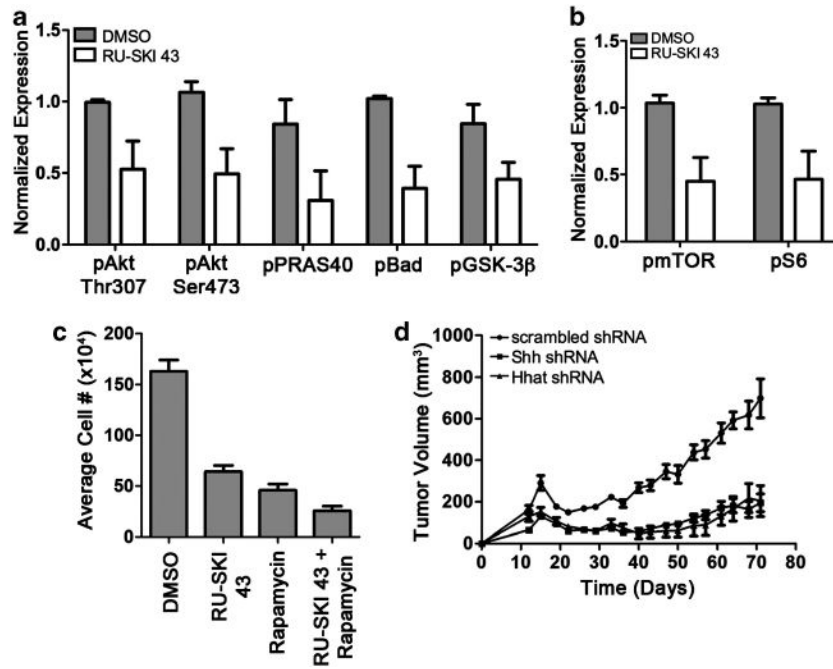 a
DMSO
RU-SKI 43
Normalized Expression
1.5
1.0
0.5
0.0
pAkt Thr307
pAkt Ser473
pPRAS40
pBad
pGSK-3β
b
DMSO
RU-SKI 43
Normalized Expression
1.5
1.0
0.5
0.0
pmTOR
pS6
c
Average Cell # (x10⁴)
200
150
100
50
0
DMSO
RU-SKI 43
Rapamycin
RU-SKI 43 + Rapamycin
d
scrambled shRNA
Shh shRNA
Hhat shRNA
Tumor Volume (mm³)
1000
800
600
400
200
0
0 10 20 30 40 50 60 70 80
Time (Days)